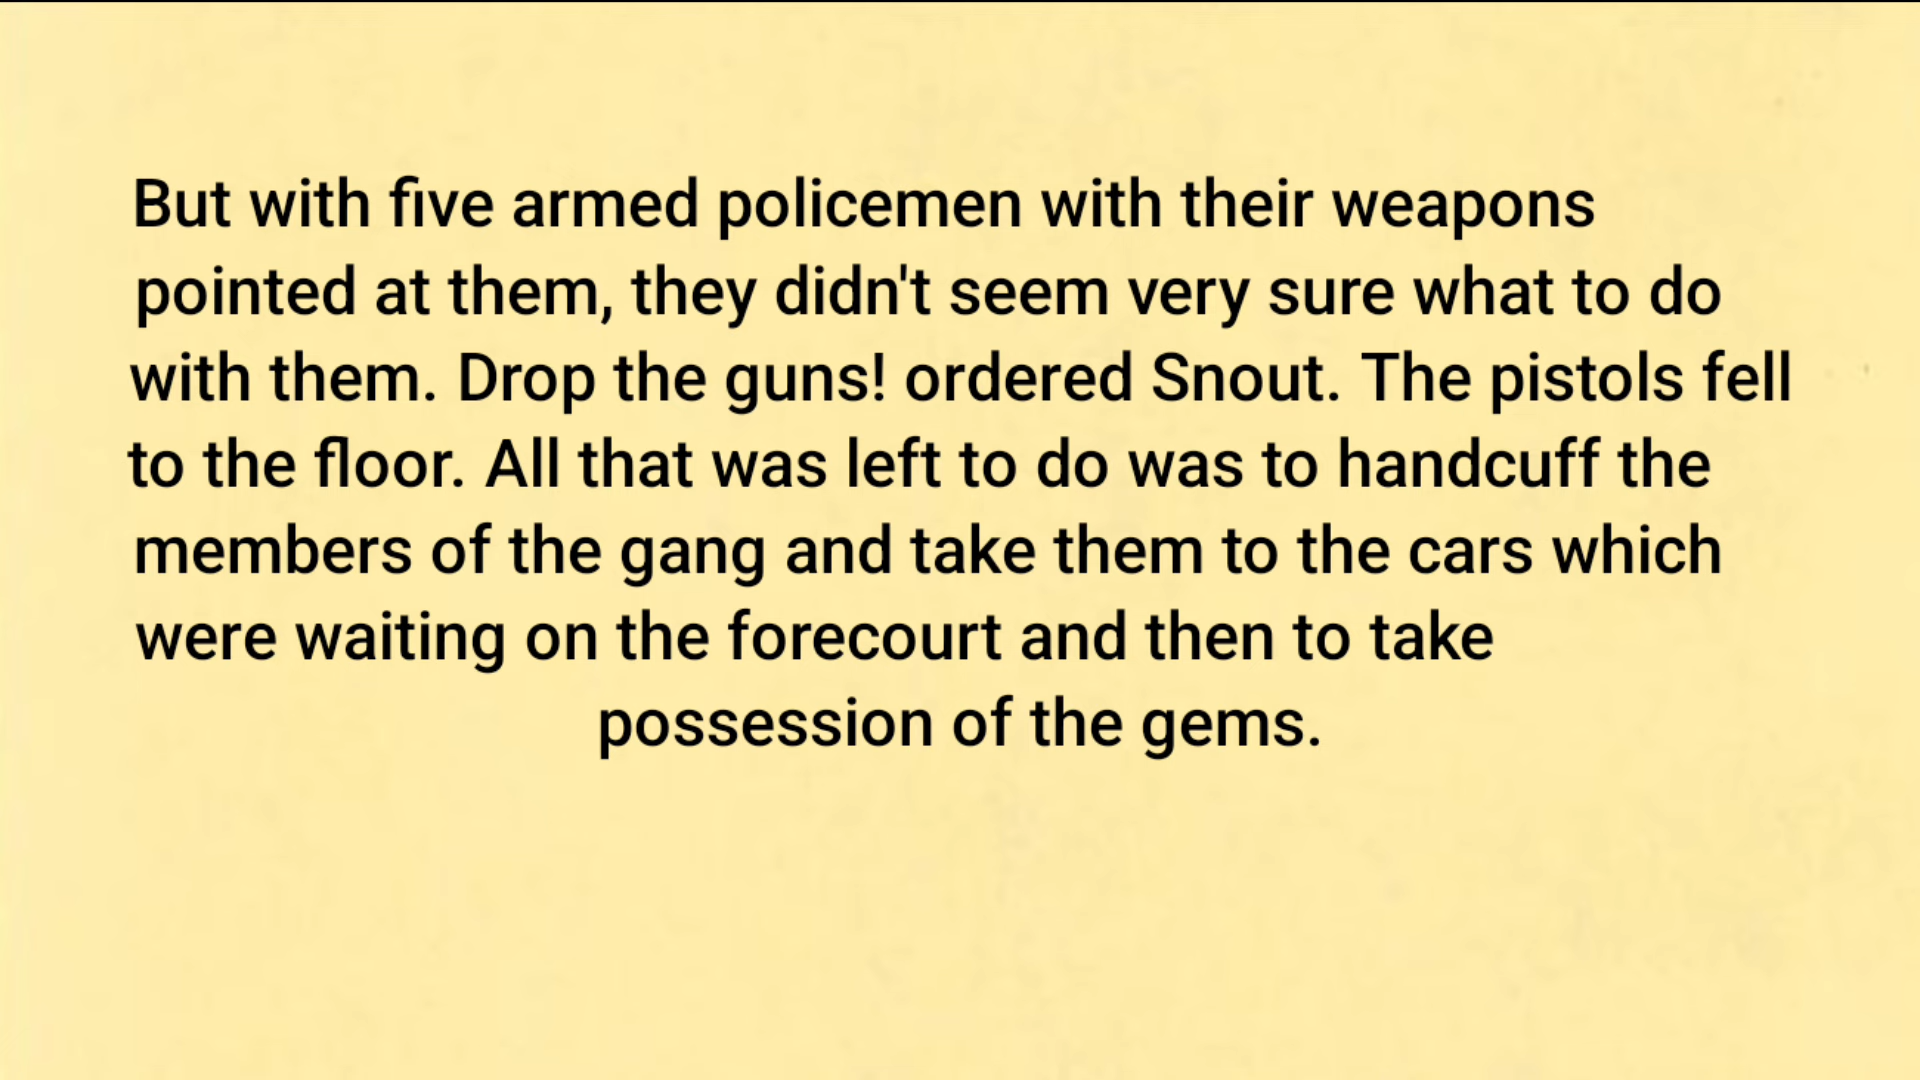 But with five armed policemen with their weapons
pointed at them, they didn't seem very sure what to do
with them. Drop the guns! ordered Snout. The pistols fell
to the floor. All that was left to do was to handcuff the
members of the gang and take them to the cars which
were waiting on the forecourt and then to take
possession of the gems.